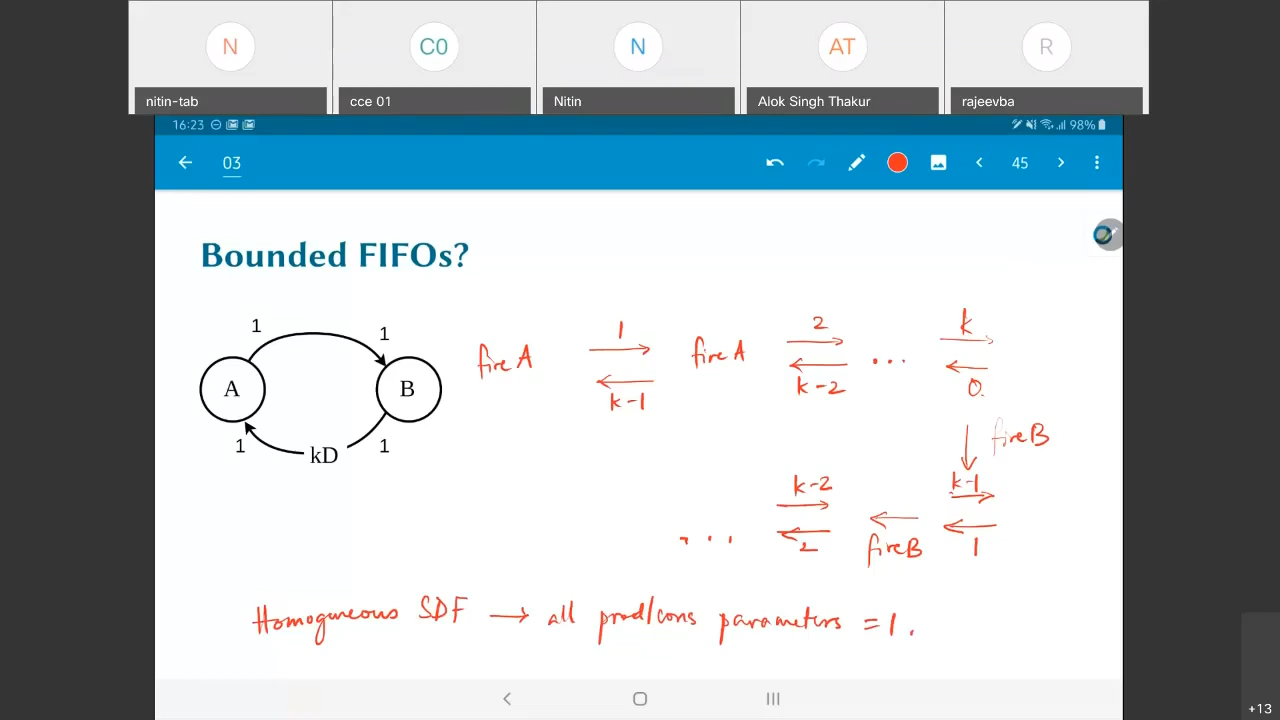 N
C0
N
AT
R
nitin-tab
cce 01
Nitin
Alok Singh Thakur
rajeevba
16:23
98%
03
45
Bounded FIFOs?
1
1
A
B
1
kD
1
fire A
1
k-1
fire A
2
k-2
...
k
0
fire B
k-1
1
fire B
k-2
2
...
Homogneous SDF → all prod/cons parameters = 1.
+13